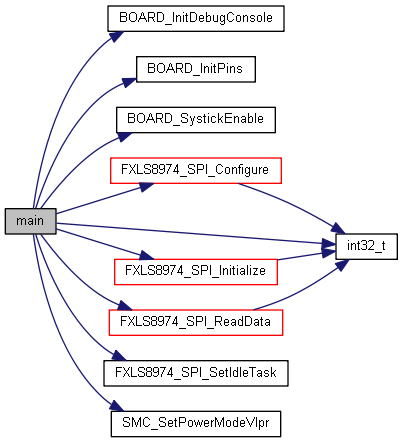 BOARD_InitDebugConsole
BOARD_InitPins
BOARD_SystickEnable
FXLS8974_SPI_Configure
main
int32_t
FXLS8974_SPI_Initialize
FXLS8974_SPI_ReadData
FXLS8974_SPI_SetIdleTask
SMC_SetPowerModeVlpr